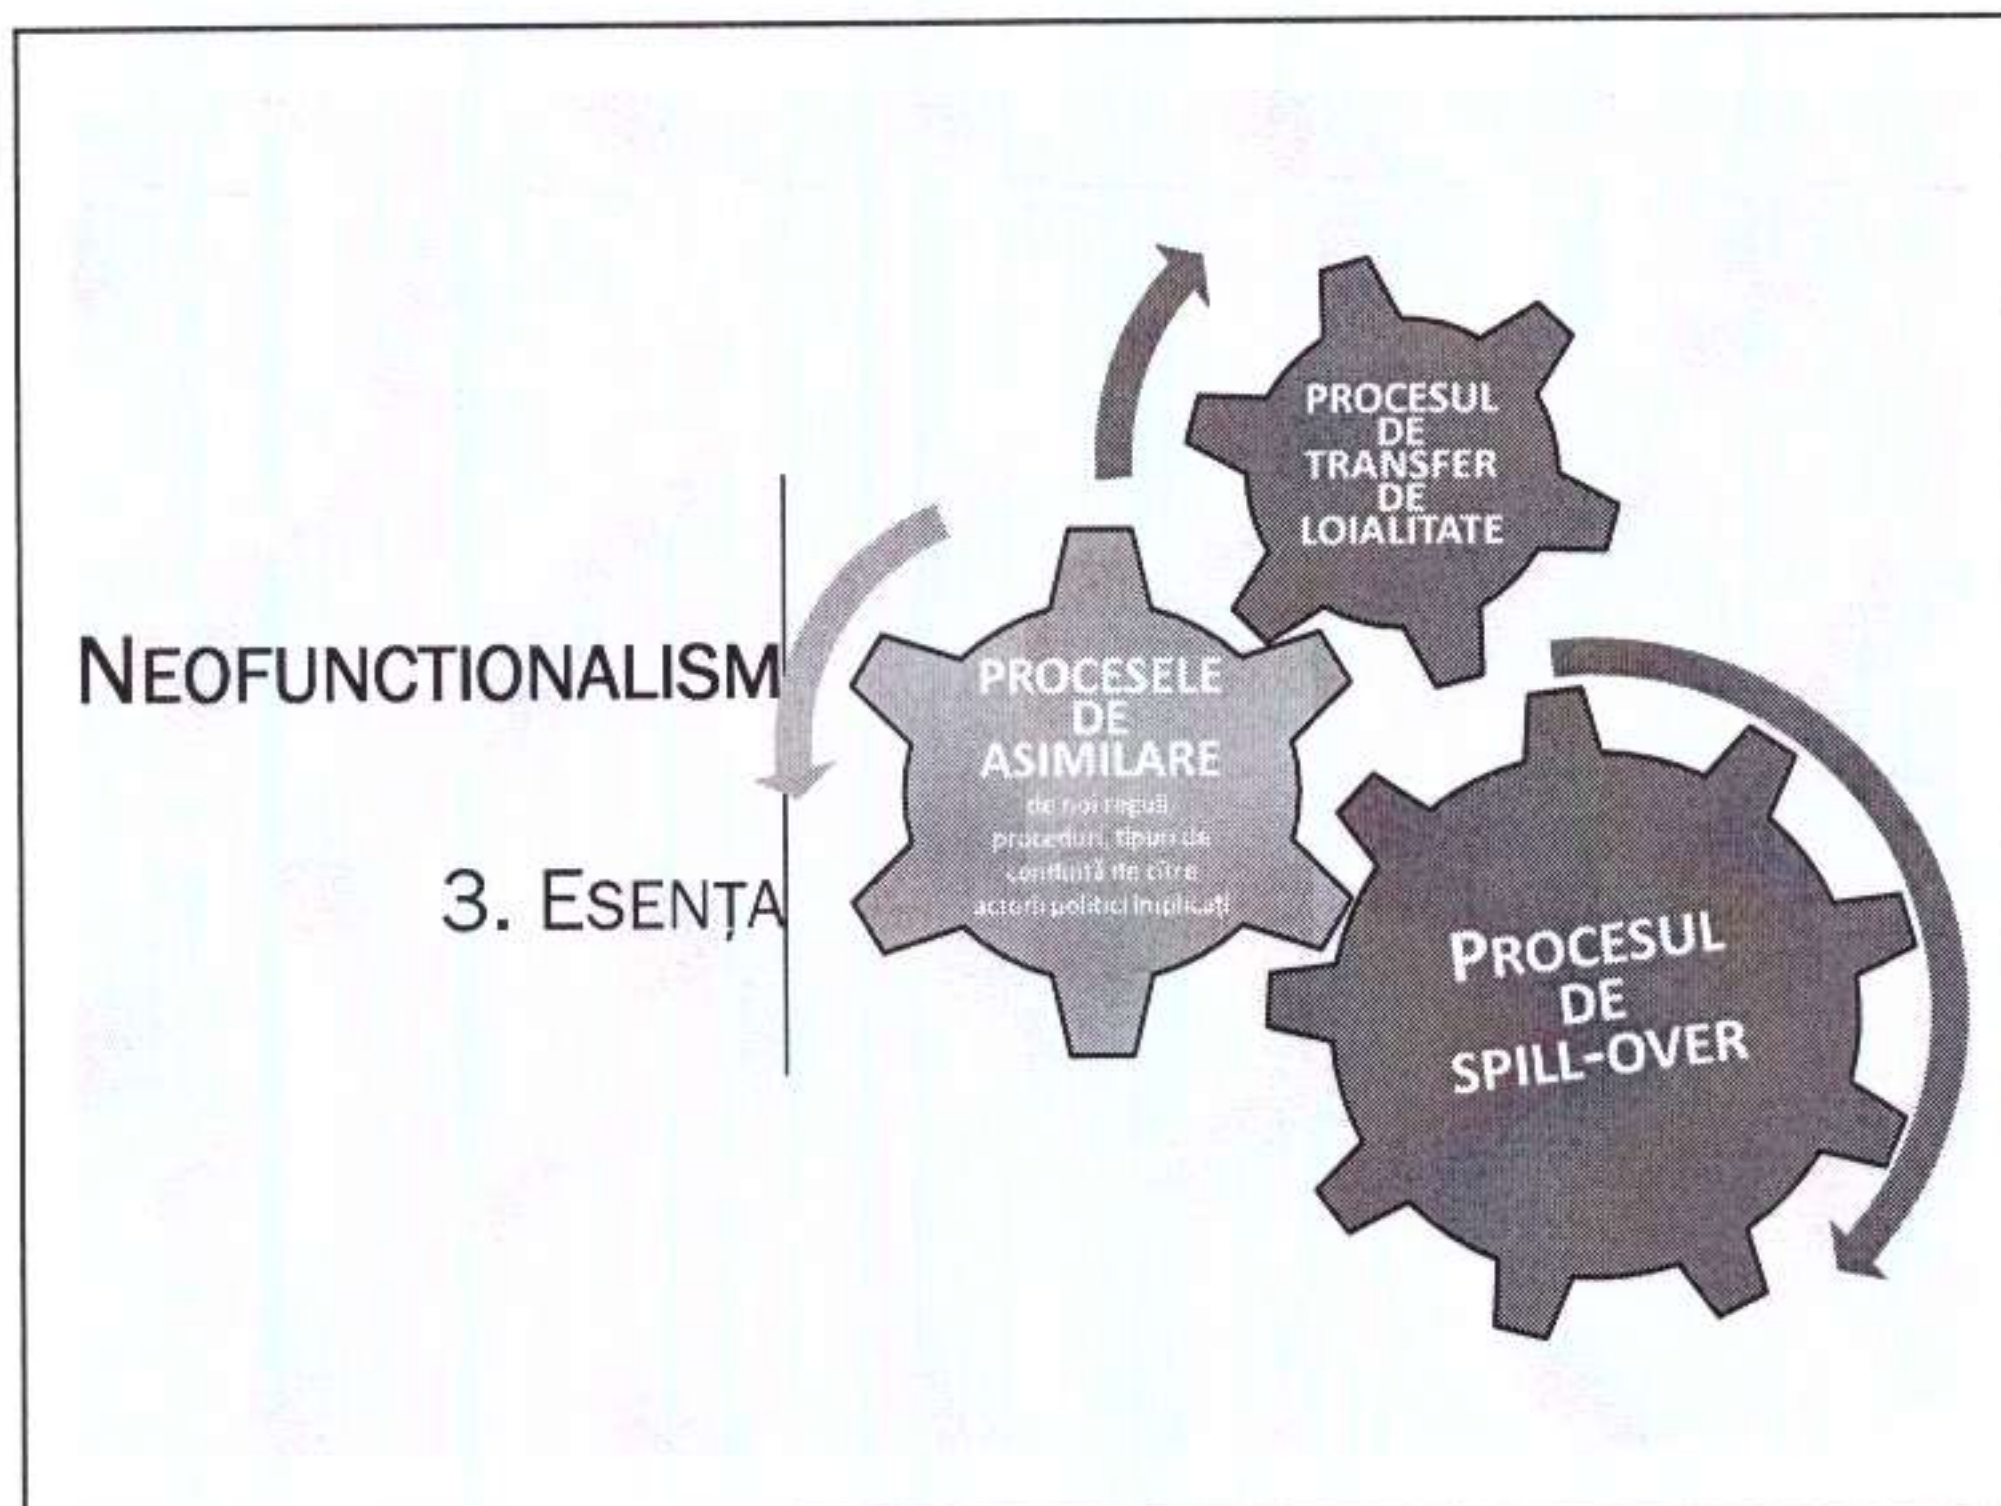 NEOFUNCTIONALISM
3. ESENȚA
PROCESUL
DE
TRANSFER
DE
LOIALITATE
PROCESELE
DE
ASIMILARE
de noi reguli
proceduri, tipuri de
conduită de cître
actorii politici implicați
PROCESUL
DE
SPILL-OVER